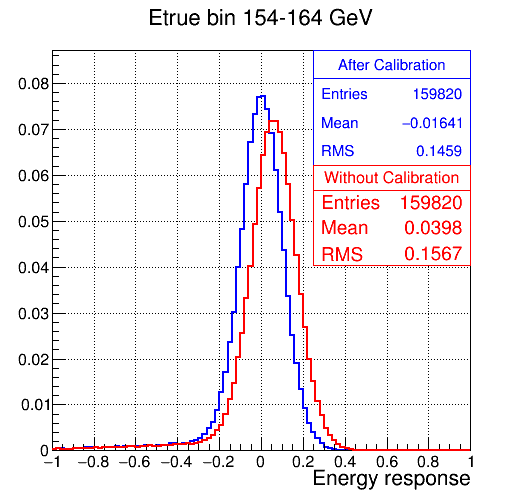 Etrue bin 154-164 GeV
After Calibration
Entries 159820
Mean −0.01641
RMS 0.1459
Without Calibration
Entries 159820
Mean 0.0398
RMS 0.1567
0.08
0.07
0.06
0.05
0.04
0.03
0.02
0.01
0
−1 −0.8 −0.6 −0.4 −0.2 0 0.2 0.4 0.6 0.8 1
Energy response